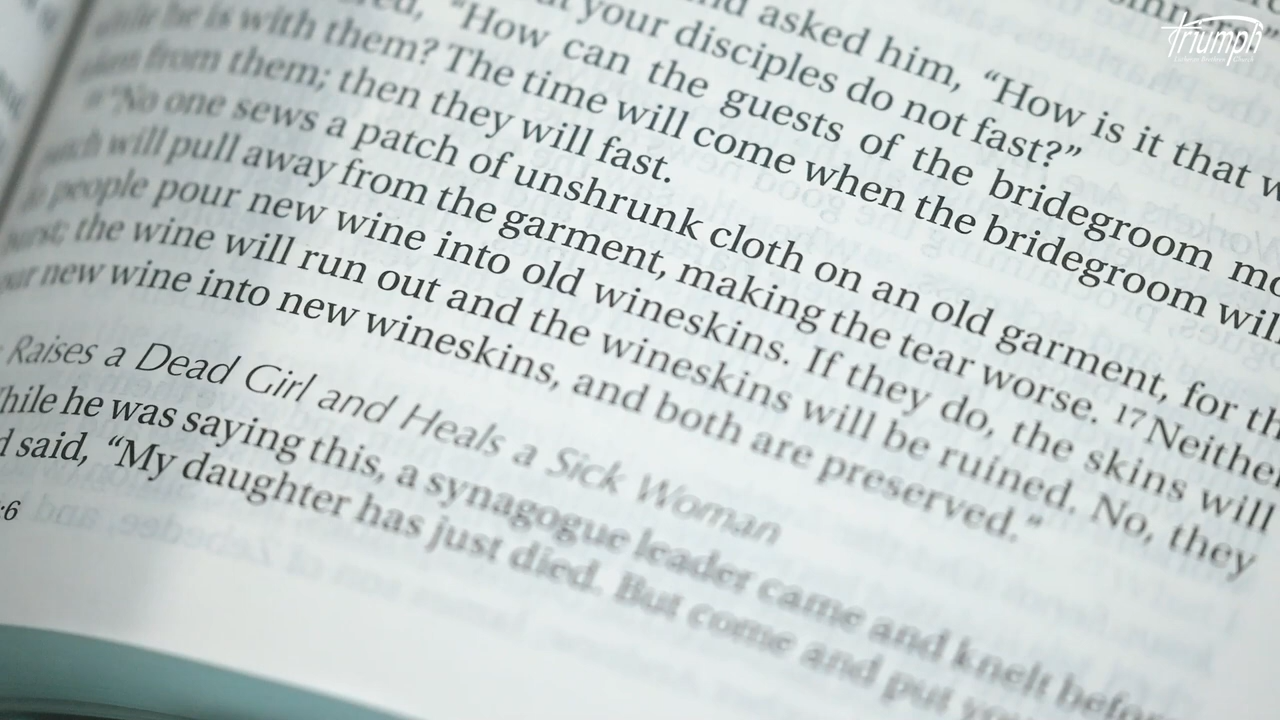 sinners”
asked him, “How is it that w
your disciples do not fast?”
red, “How can the guests of the bridegroom mo
while he is with them? The time will come when the bridegroom wil
from them; then they will fast.
“No one sews a patch of unshrunk cloth on an old garment, for th
patch will pull away from the garment, making the tear worse. 17 Neither
people pour new wine into old wineskins. If they do, the skins will
burst; the wine will run out and the wineskins will be ruined. No, they
new wine into new wineskins, and both are preserved.”
Raises a Dead Girl and Heals a Sick Woman
While he was saying this, a synagogue leader came and knelt before
said, “My daughter has just died. But come and put yo
:6
triumph